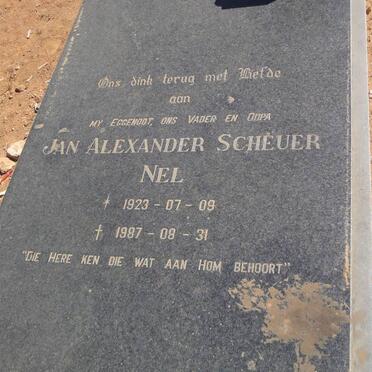 Ons dink terug met liefde
aan
MY EGGENOOT, ONS VADER EN OUPA
JAN ALEXANDER SCHËUER
NEL
* 1923 - 07 - 09
† 1987 - 08 - 31
"DIE HERE KEN DIE WAT AAN HOM BEHOORT"